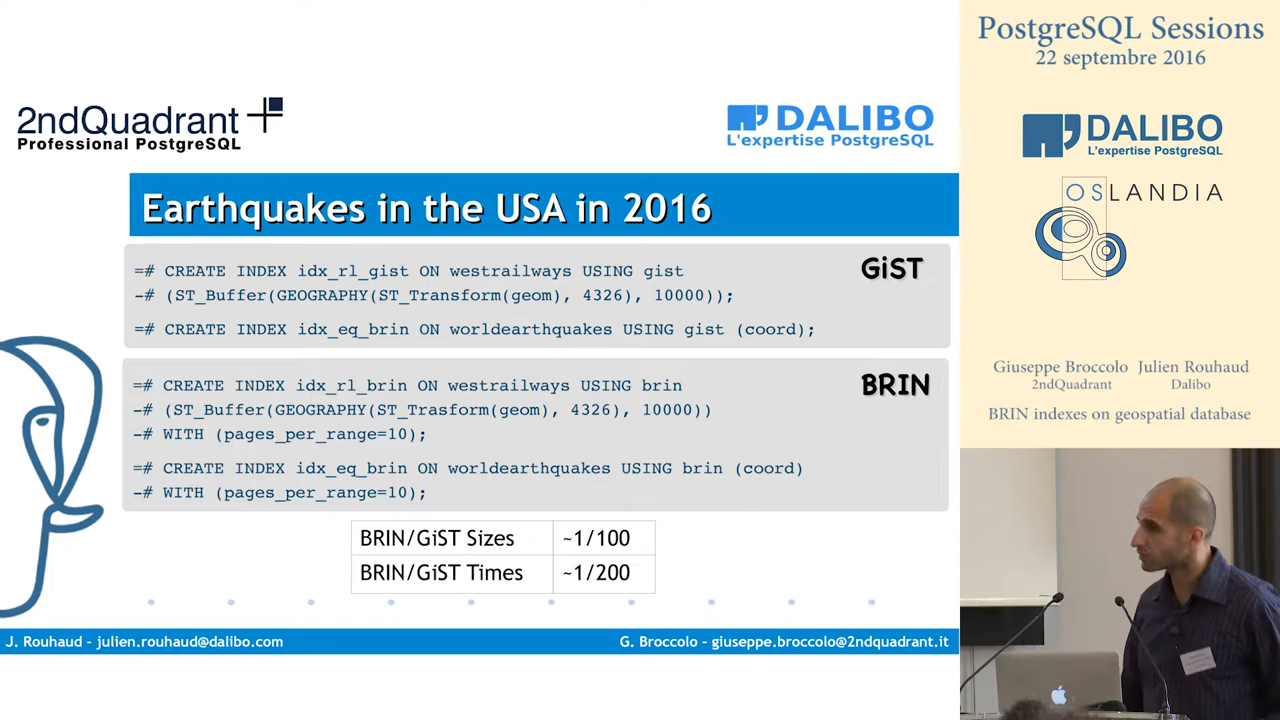 2ndQuadrant
Professional PostgreSQL
DALIBO
L'expertise PostgreSQL
Earthquakes in the USA in 2016
GiST
=# CREATE INDEX idx_rl_gist ON westrailways USING gist
-# (ST_Buffer(GEOGRAPHY(ST_Transform(geom), 4326), 10000));
=# CREATE INDEX idx_eq_brin ON worldearthquakes USING gist (coord);
BRIN
=# CREATE INDEX idx_rl_brin ON westrailways USING brin
-# (ST_Buffer(GEOGRAPHY(ST_Trasform(geom), 4326), 10000))
-# WITH (pages_per_range=10);
=# CREATE INDEX idx_eq_brin ON worldearthquakes USING brin (coord)
-# WITH (pages_per_range=10);
BRIN/GiST Sizes ~1/100
BRIN/GiST Times ~1/200
J. Rouhaud - julien.rouhaud@dalibo.com
G. Broccolo - giuseppe.broccolo@2ndquadrant.it
PostgreSQL Sessions
22 septembre 2016
DALIBO
L'expertise PostgreSQL
OSLANDIA
Giuseppe Broccolo Julien Rouhaud
2ndQuadrant Dalibo
BRIN indexes on geospatial database